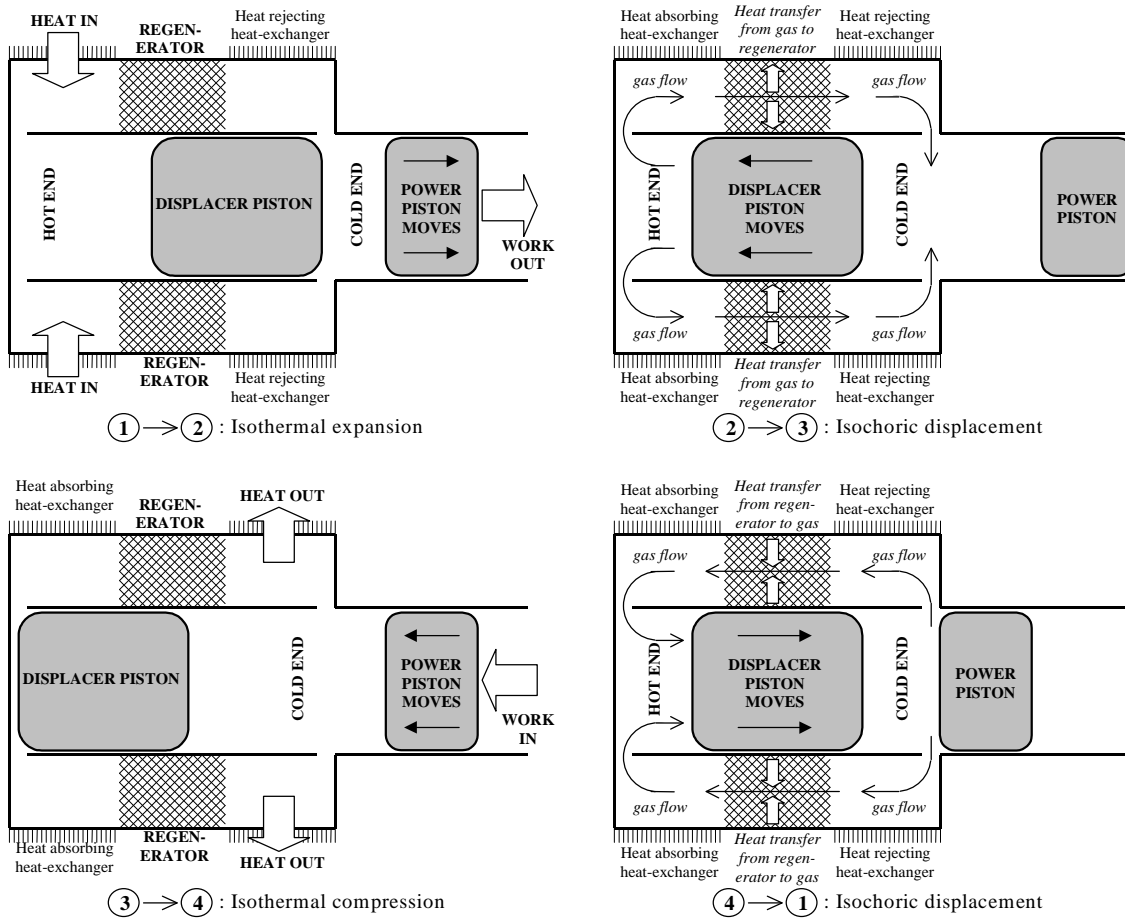 HEAT IN
REGEN-
ERATOR
Heat rejecting
heat-exchanger
HOT END
DISPLACER PISTON
COLD END
POWER
PISTON
MOVES
WORK
OUT
HEAT IN
REGEN-
ERATOR
Heat rejecting
heat-exchanger
1 → 2 : Isothermal expansion
Heat absorbing
heat-exchanger
Heat transfer
from gas to
regenerator
Heat rejecting
heat-exchanger
gas flow
gas flow
HOT END
DISPLACER
PISTON
MOVES
COLD END
POWER
PISTON
gas flow
gas flow
Heat absorbing
heat-exchanger
Heat transfer
from gas to
regenerator
Heat rejecting
heat-exchanger
2 → 3 : Isochoric displacement
Heat absorbing
heat-exchanger
REGEN-
ERATOR
HEAT OUT
DISPLACER PISTON
COLD END
POWER
PISTON
MOVES
WORK
IN
Heat absorbing
heat-exchanger
REGEN-
ERATOR
HEAT OUT
3 → 4 : Isothermal compression
Heat absorbing
heat-exchanger
Heat transfer
from regen-
erator to gas
Heat rejecting
heat-exchanger
gas flow
gas flow
HOT END
DISPLACER
PISTON
MOVES
COLD END
POWER
PISTON
gas flow
gas flow
Heat absorbing
heat-exchanger
Heat transfer
from regen-
erator to gas
Heat rejecting
heat-exchanger
4 → 1 : Isochoric displacement